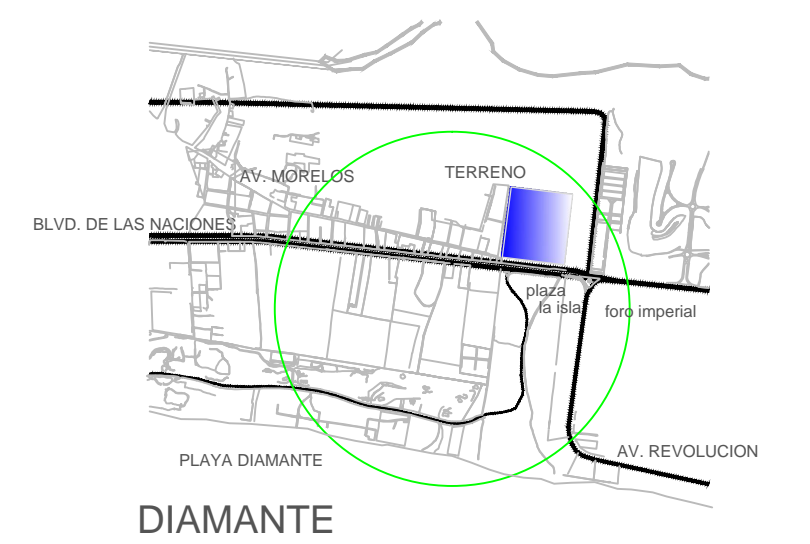 AV. MORELOS
TERRENO
BLVD. DE LAS NACIONES
plaza
la isla
foro imperial
AV. REVOLUCION
PLAYA DIAMANTE
DIAMANTE